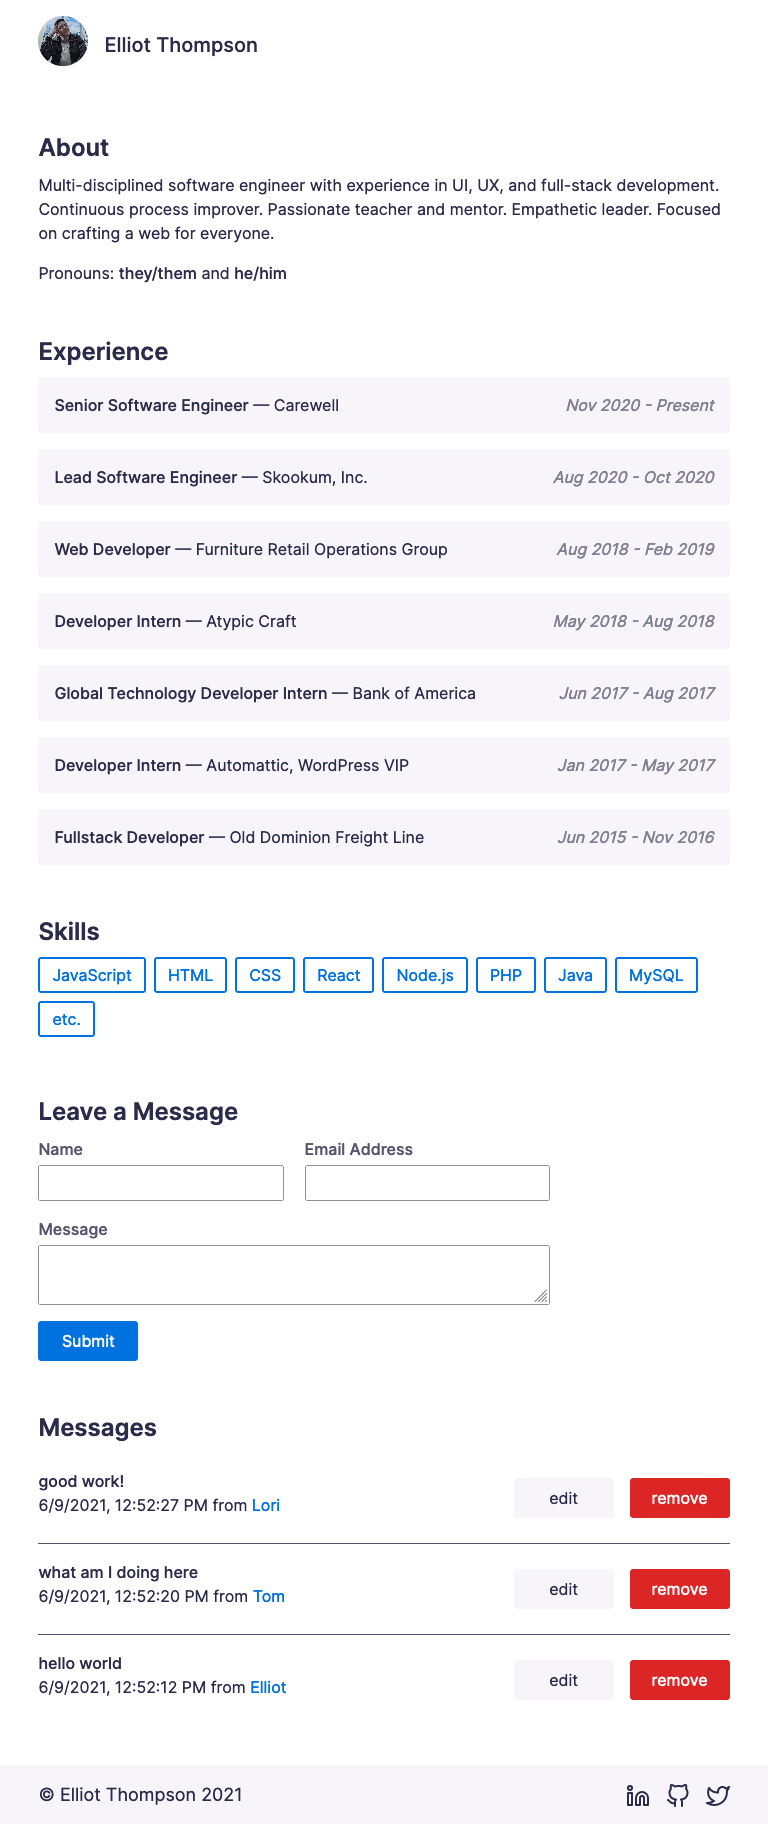 Elliot Thompson
About
Multi-disciplined software engineer with experience in UI, UX, and full-stack development.
Continuous process improver. Passionate teacher and mentor. Empathetic leader. Focused
on crafting a web for everyone.
Pronouns: they/them and he/him
Experience
Senior Software Engineer — Carewell Nov 2020 - Present
Lead Software Engineer — Skookum, Inc. Aug 2020 - Oct 2020
Web Developer — Furniture Retail Operations Group Aug 2018 - Feb 2019
Developer Intern — Atypic Craft May 2018 - Aug 2018
Global Technology Developer Intern — Bank of America Jun 2017 - Aug 2017
Developer Intern — Automattic, WordPress VIP Jan 2017 - May 2017
Fullstack Developer — Old Dominion Freight Line Jun 2015 - Nov 2016
Skills
JavaScript HTML CSS React Node.js PHP Java MySQL
etc.
Leave a Message
Name Email Address
Message
Submit
Messages
good work!
6/9/2021, 12:52:27 PM from Lori edit remove
what am I doing here
6/9/2021, 12:52:20 PM from Tom edit remove
hello world
6/9/2021, 12:52:12 PM from Elliot edit remove
© Elliot Thompson 2021